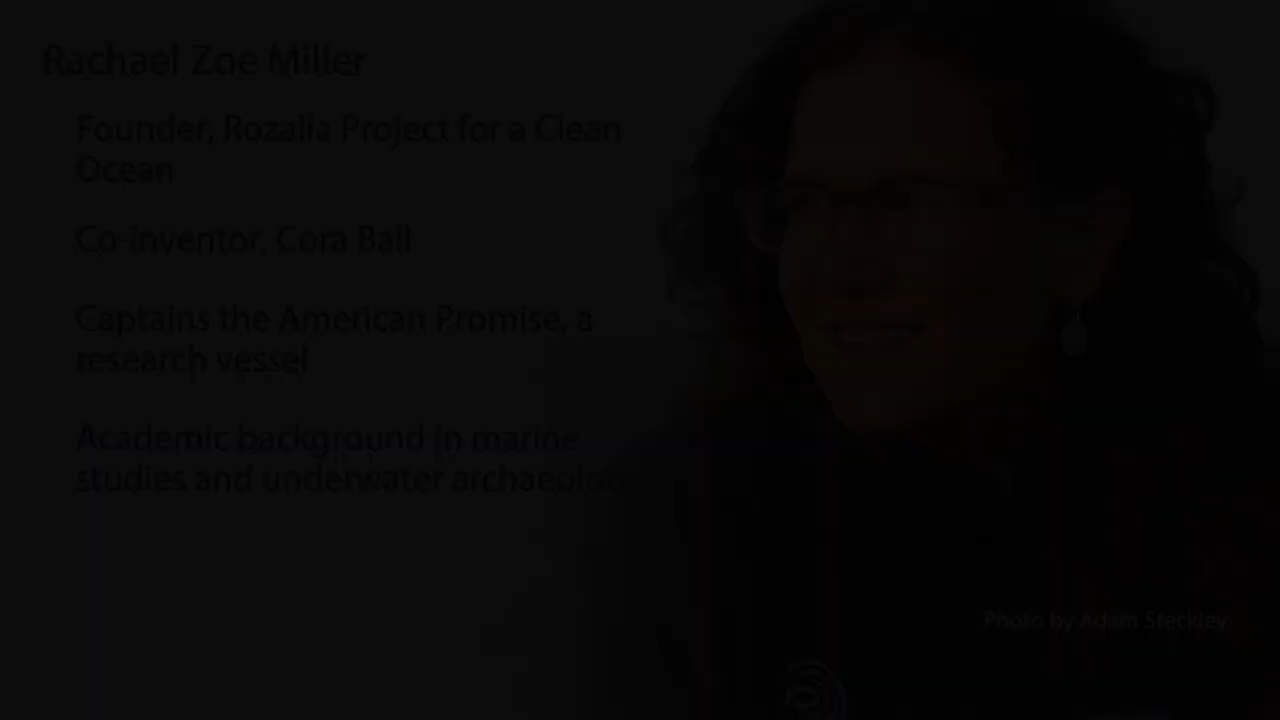 Rachael Zoe Miller
Founder, Rozalia Project for a Clean
Ocean
Co-inventor, Cora Ball
Captains the American Promise, a
research vessel
Academic background in marine
studies and underwater archaeology
Photo by Adam Steckley